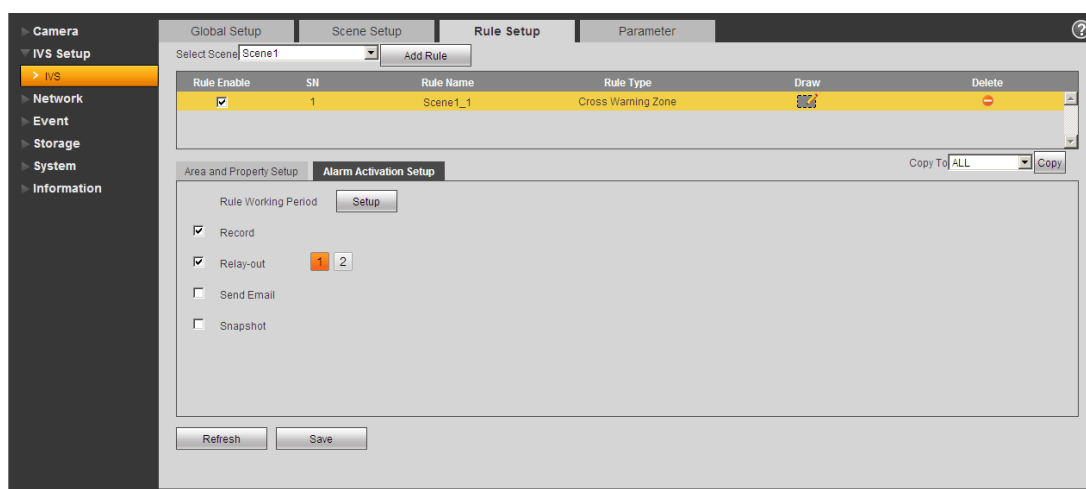 Camera
IVS Setup
> IVS
Network
Event
Storage
System
Information
Global Setup Scene Setup Rule Setup Parameter
?
Select Scene Scene1 Add Rule
Rule Enable SN Rule Name Rule Type Draw Delete
1 Scene1_1 Cross Warning Zone
Area and Property Setup Alarm Activation Setup Copy To ALL Copy
Rule Working Period Setup
Record
Relay-out 1 2
Send Email
Snapshot
Refresh Save